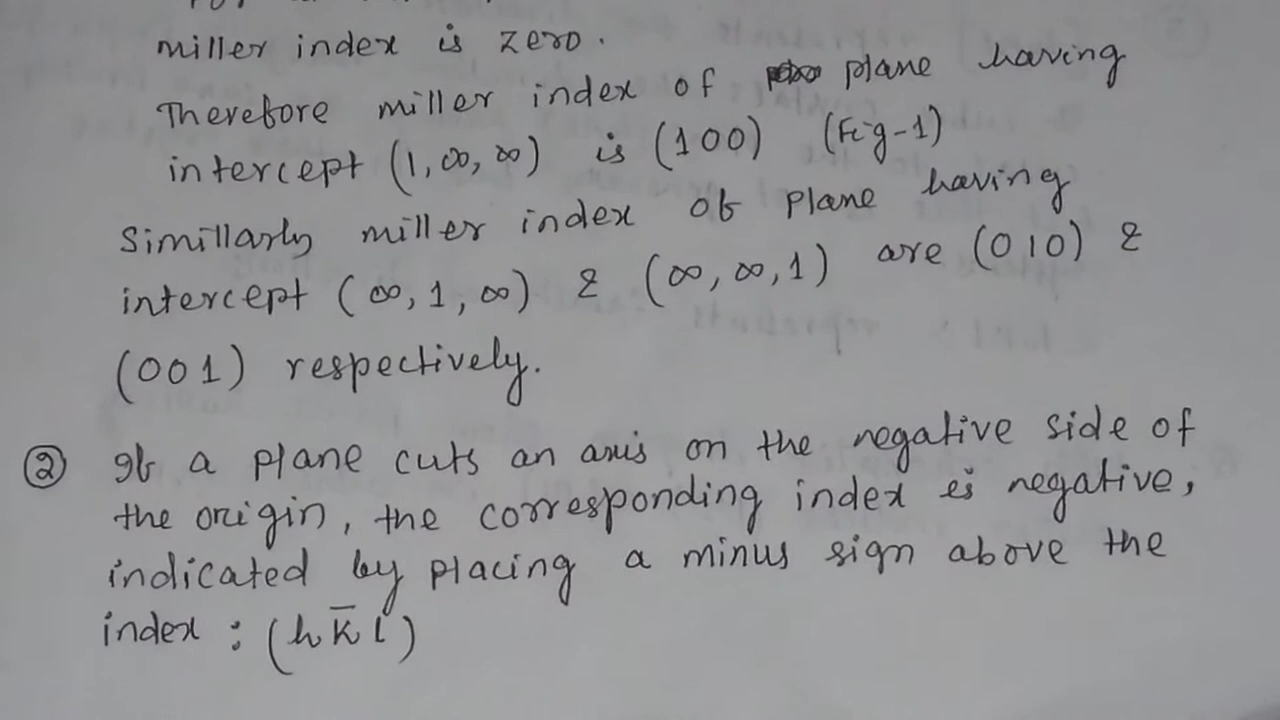 miller index is zero.
Therefore miller index of plane having
intercept (1, ∞, ∞) is (100) (Fig-1)
Simillarly miller index of plane having
intercept (∞, 1, ∞) & (∞, ∞, 1) are (010) &
(001) respectively.
② If a plane cuts an axis on the negative side of
the origin, the corresponding index is negative,
indicated by placing a minus sign above the
index : (h k̄ l)